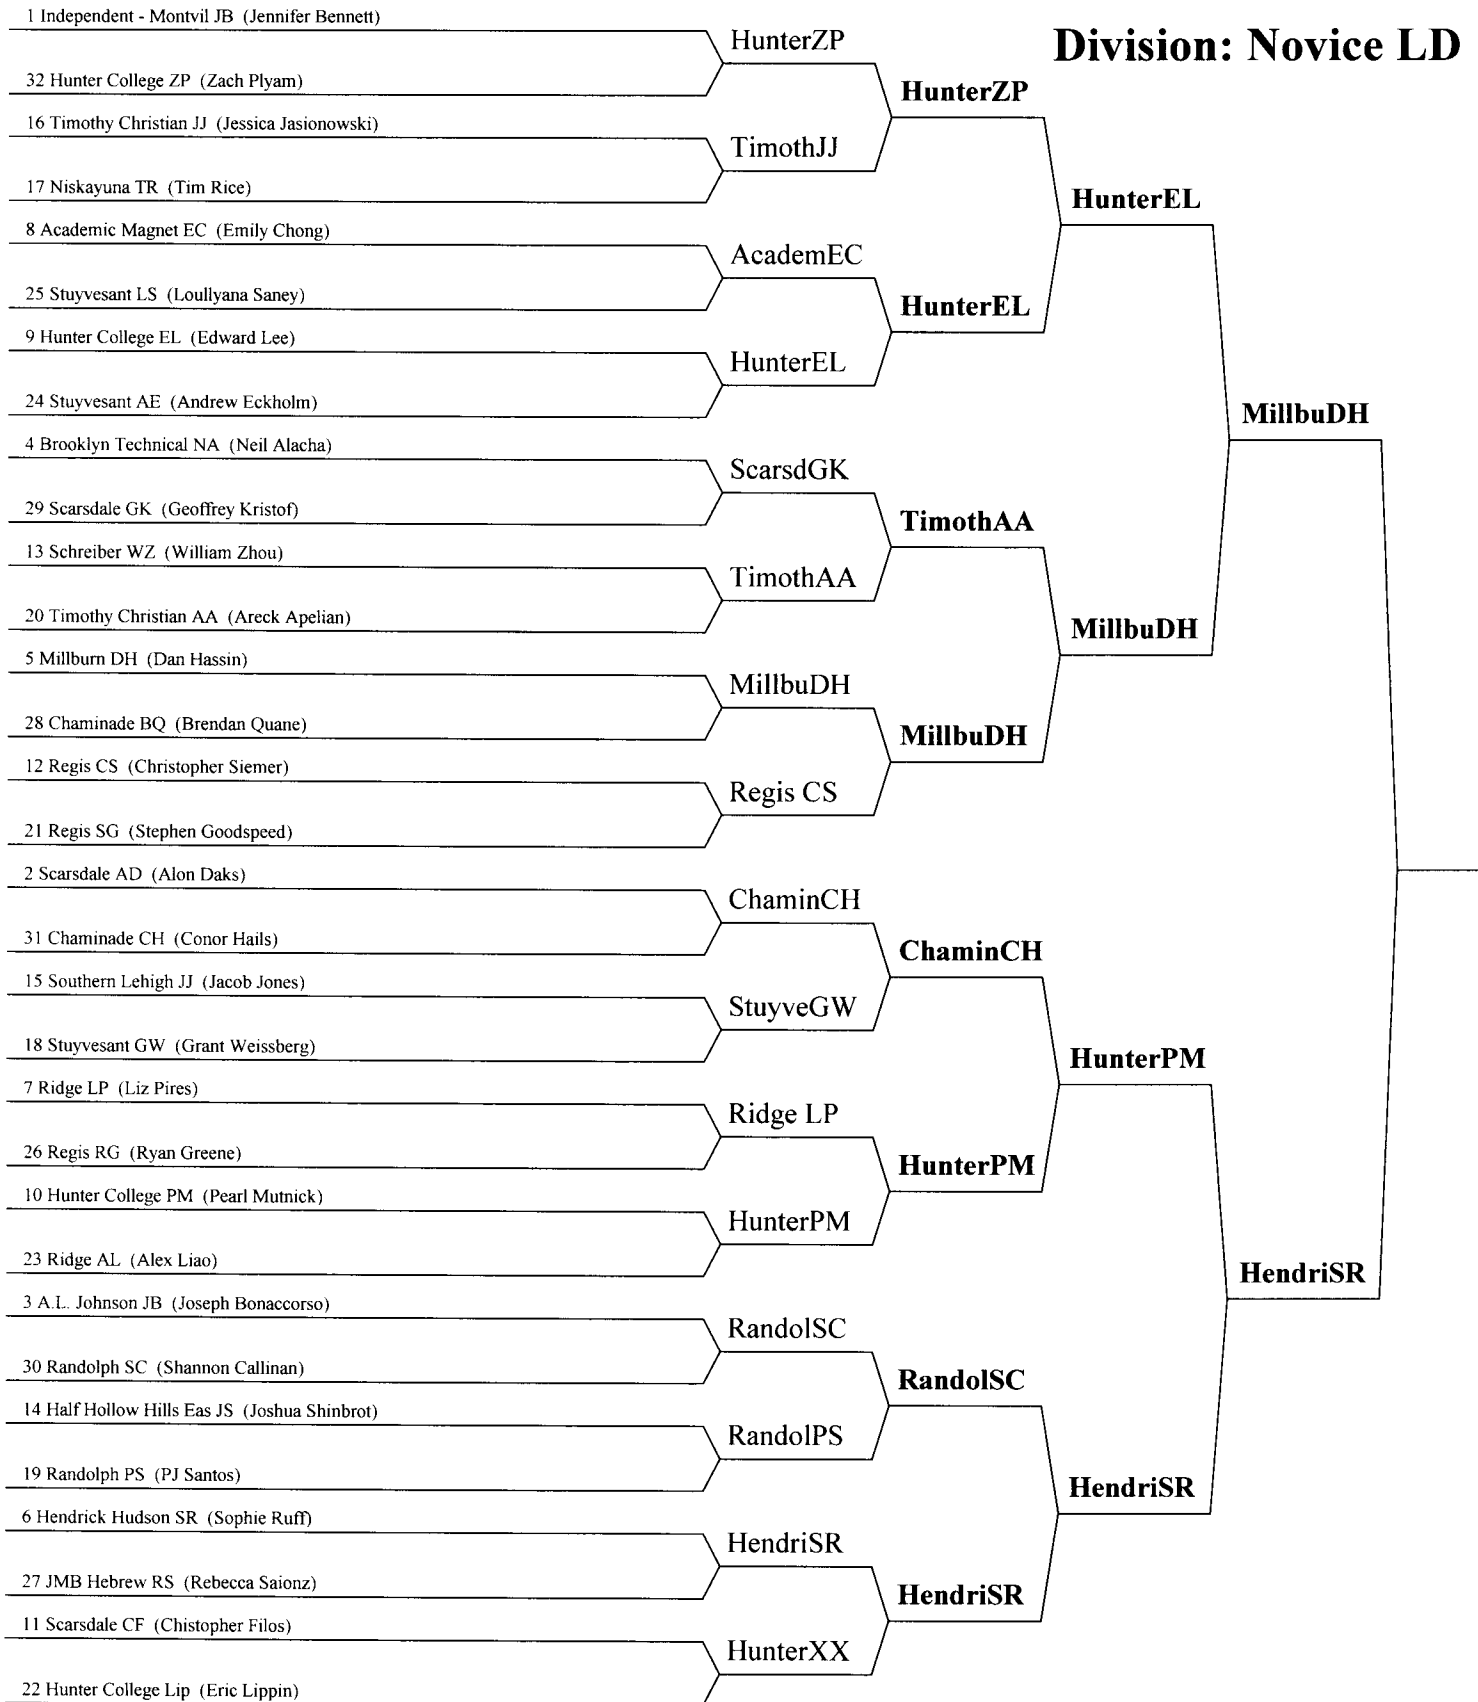 Division: Novice LD
1 Independent - Montvil JB (Jennifer Bennett)
32 Hunter College ZP (Zach Plyam)
16 Timothy Christian JJ (Jessica Jasionowski)
17 Niskayuna TR (Tim Rice)
8 Academic Magnet EC (Emily Chong)
25 Stuyvesant LS (Loullyana Saney)
9 Hunter College EL (Edward Lee)
24 Stuyvesant AE (Andrew Eckholm)
4 Brooklyn Technical NA (Neil Alacha)
29 Scarsdale GK (Geoffrey Kristof)
13 Schreiber WZ (William Zhou)
20 Timothy Christian AA (Areck Apelian)
5 Millburn DH (Dan Hassin)
28 Chaminade BQ (Brendan Quane)
12 Regis CS (Christopher Siemer)
21 Regis SG (Stephen Goodspeed)
2 Scarsdale AD (Alon Daks)
31 Chaminade CH (Conor Hails)
15 Southern Lehigh JJ (Jacob Jones)
18 Stuyvesant GW (Grant Weissberg)
7 Ridge LP (Liz Pires)
26 Regis RG (Ryan Greene)
10 Hunter College PM (Pearl Mutnick)
23 Ridge AL (Alex Liao)
3 A.L. Johnson JB (Joseph Bonaccorso)
30 Randolph SC (Shannon Callinan)
14 Half Hollow Hills Eas JS (Joshua Shinbrot)
19 Randolph PS (PJ Santos)
6 Hendrick Hudson SR (Sophie Ruff)
27 JMB Hebrew RS (Rebecca Saionz)
11 Scarsdale CF (Chistopher Filos)
22 Hunter College Lip (Eric Lippin)
HunterZP
TimothJJ
AcademEC
HunterEL
ScarsdGK
TimothAA
MillbuDH
Regis CS
ChaminCH
StuyveGW
Ridge LP
HunterPM
RandolSC
RandolPS
HendriSR
HunterXX
HunterZP
HunterEL
TimothAA
MillbuDH
ChaminCH
HunterPM
RandolSC
HendriSR
HunterEL
MillbuDH
HunterPM
HendriSR
MillbuDH
HendriSR